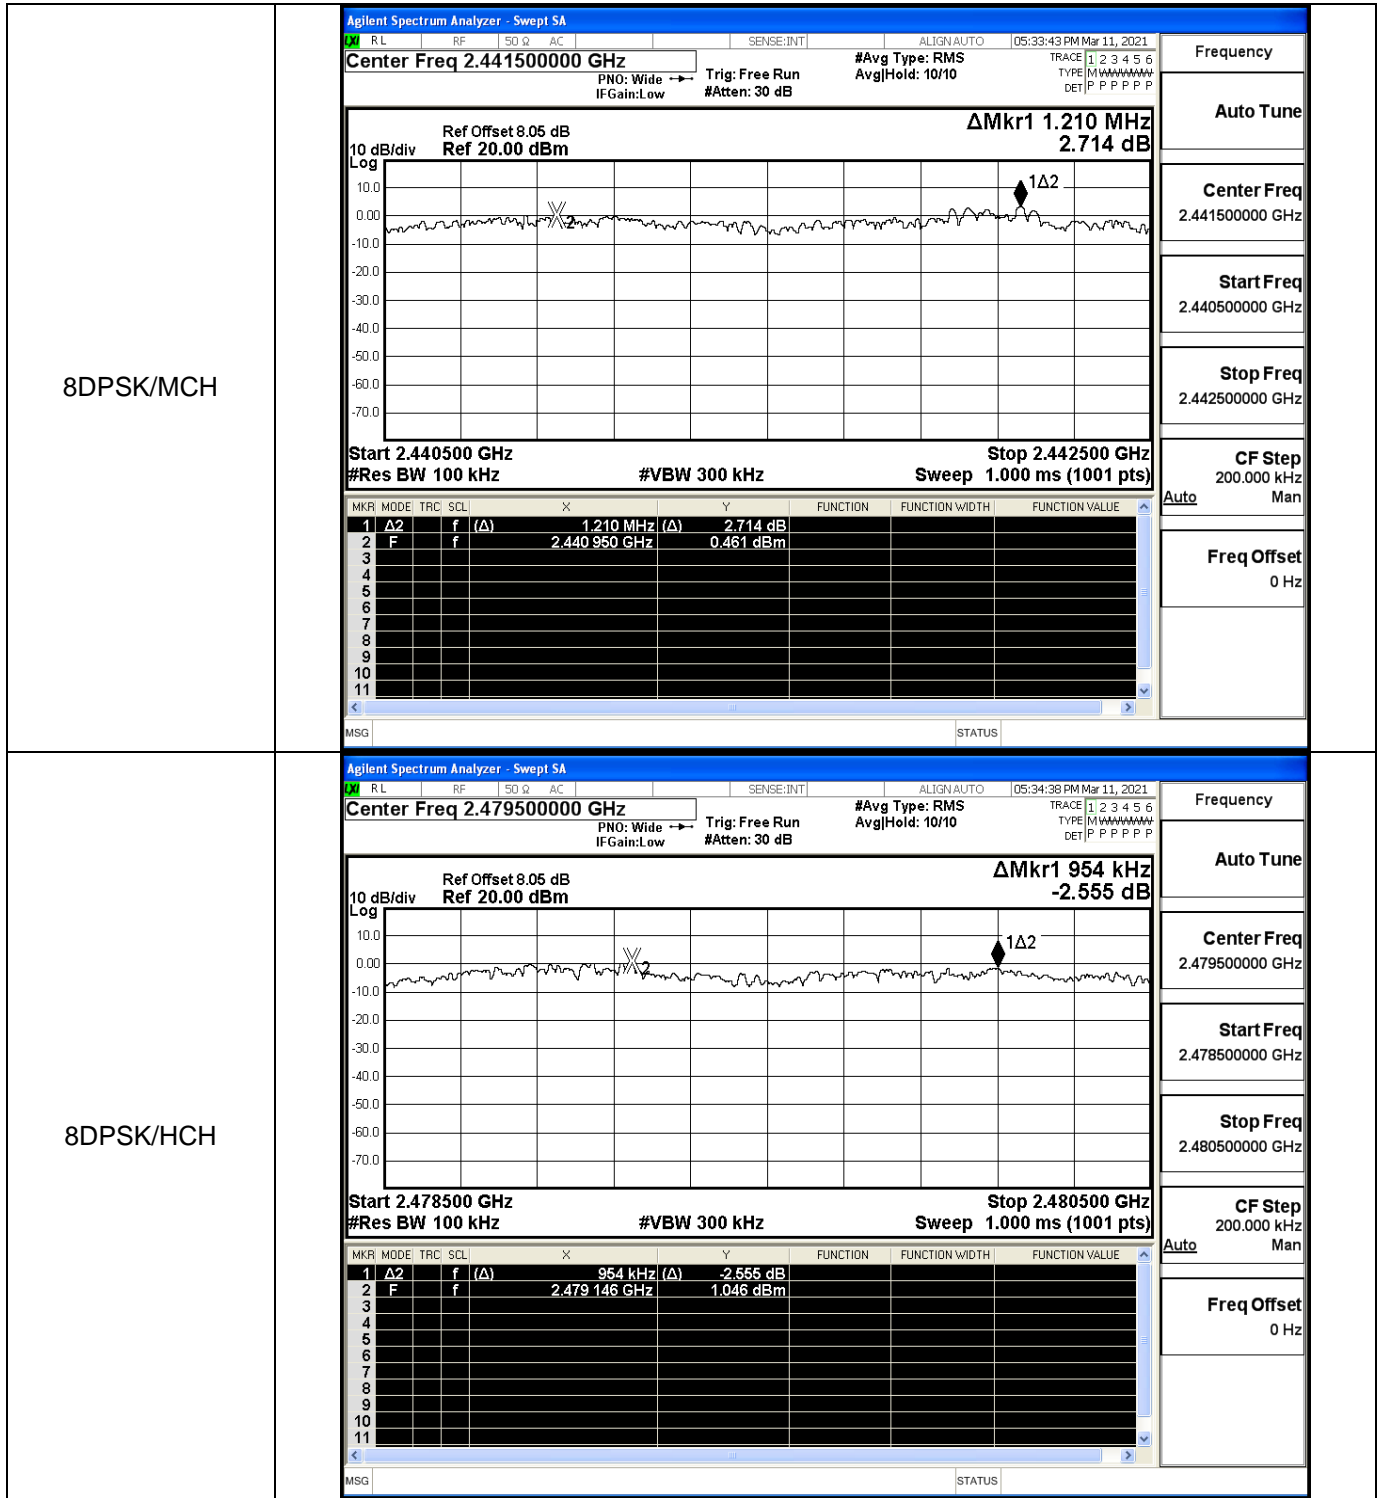 8DPSK/MCH
Agilent Spectrum Analyzer - Swept SA
LXI RL RF 50 Ω AC SENSE:INT ALIGN AUTO 05:33:43 PM Mar 11, 2021
Center Freq 2.441500000 GHz #Avg Type: RMS TRACE 1 2 3 4 5 6
PNO: Wide Trig: Free Run Avg|Hold: 10/10 TYPE M WWWWW
IFGain:Low #Atten: 30 dB DET P P P P P P
ΔMkr1 1.210 MHz
Ref Offset 8.05 dB
10 dB/div Ref 20.00 dBm 2.714 dB
Log
10.0
1Δ2
0.00
2
-10.0
-20.0
-30.0
-40.0
-50.0
-60.0
-70.0
Start 2.440500 GHz Stop 2.442500 GHz
#Res BW 100 kHz #VBW 300 kHz Sweep 1.000 ms (1001 pts)
MKR MODE TRC SCL X Y FUNCTION FUNCTION WIDTH FUNCTION VALUE
1 Δ2 f (Δ) 1.210 MHz (Δ) 2.714 dB
2 F f 2.440 950 GHz 0.461 dBm
3
4
5
6
7
8
9
10
11
MSG STATUS
Frequency
Auto Tune
Center Freq
2.441500000 GHz
Start Freq
2.440500000 GHz
Stop Freq
2.442500000 GHz
CF Step
200.000 kHz
Auto Man
Freq Offset
0 Hz
8DPSK/HCH
Agilent Spectrum Analyzer - Swept SA
LXI RL RF 50 Ω AC SENSE:INT ALIGN AUTO 05:34:38 PM Mar 11, 2021
Center Freq 2.479500000 GHz #Avg Type: RMS TRACE 1 2 3 4 5 6
PNO: Wide Trig: Free Run Avg|Hold: 10/10 TYPE M WWWWW
IFGain:Low #Atten: 30 dB DET P P P P P P
ΔMkr1 954 kHz
Ref Offset 8.05 dB
10 dB/div Ref 20.00 dBm -2.555 dB
Log
10.0
1Δ2
0.00
2
-10.0
-20.0
-30.0
-40.0
-50.0
-60.0
-70.0
Start 2.478500 GHz Stop 2.480500 GHz
#Res BW 100 kHz #VBW 300 kHz Sweep 1.000 ms (1001 pts)
MKR MODE TRC SCL X Y FUNCTION FUNCTION WIDTH FUNCTION VALUE
1 Δ2 f (Δ) 954 kHz (Δ) -2.555 dB
2 F f 2.479 146 GHz 1.046 dBm
3
4
5
6
7
8
9
10
11
MSG STATUS
Frequency
Auto Tune
Center Freq
2.479500000 GHz
Start Freq
2.478500000 GHz
Stop Freq
2.480500000 GHz
CF Step
200.000 kHz
Auto Man
Freq Offset
0 Hz